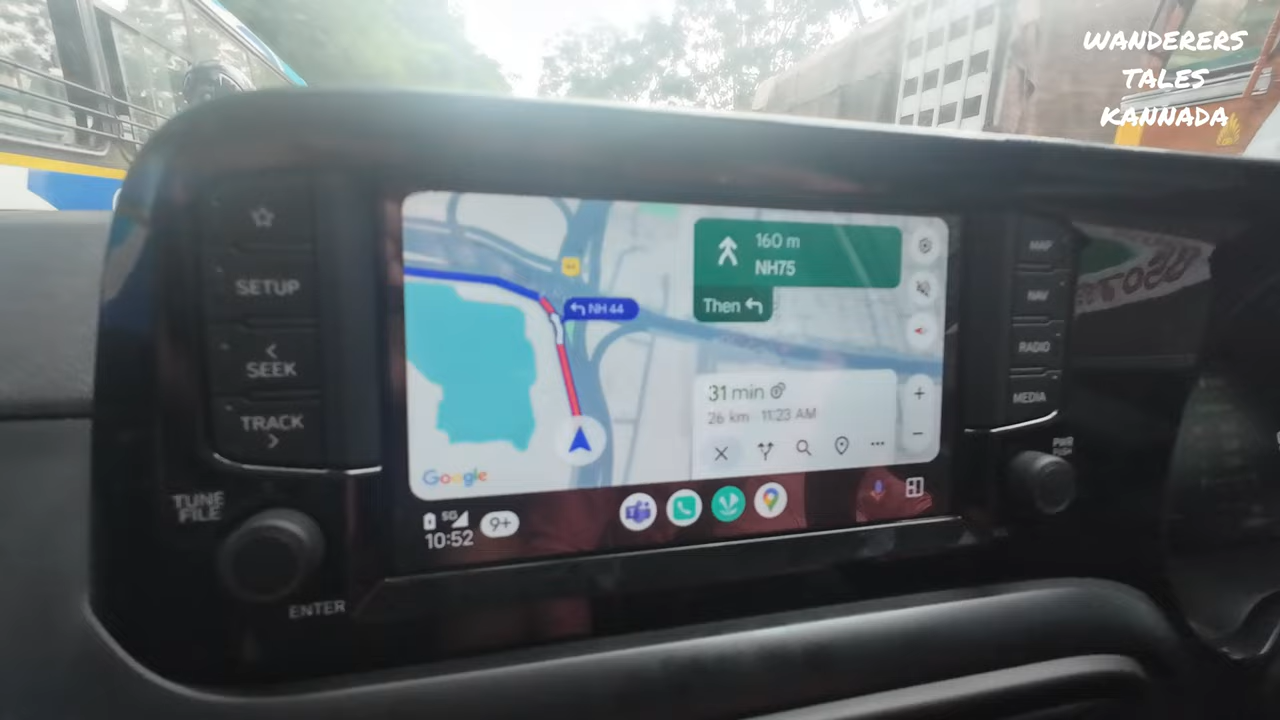 WANDERERS
TALES
KANNADA
SETUP
SEEK
TRACK
TUNE
FILE
ENTER
160 m
NH75
Then
NH 44
31 min
26 km 11:23 AM
Google
5G
9+
10:52
MAP
NAV
RADIO
MEDIA
PWR